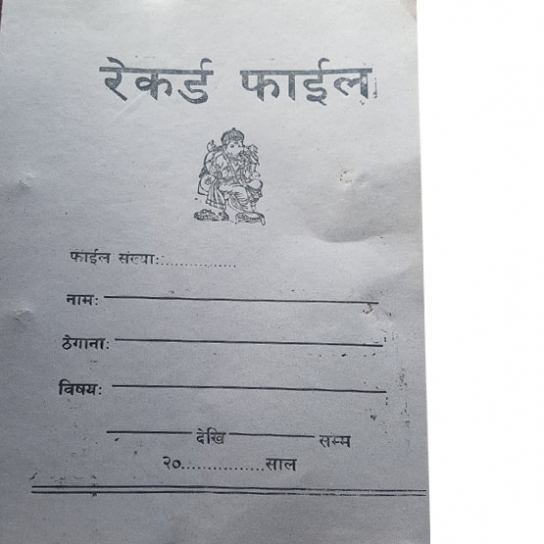 रेकर्ड फाईल
फाईल संख्याः................
नामः
ठेगानाः
विषयः
देखि सम्म
२०................साल